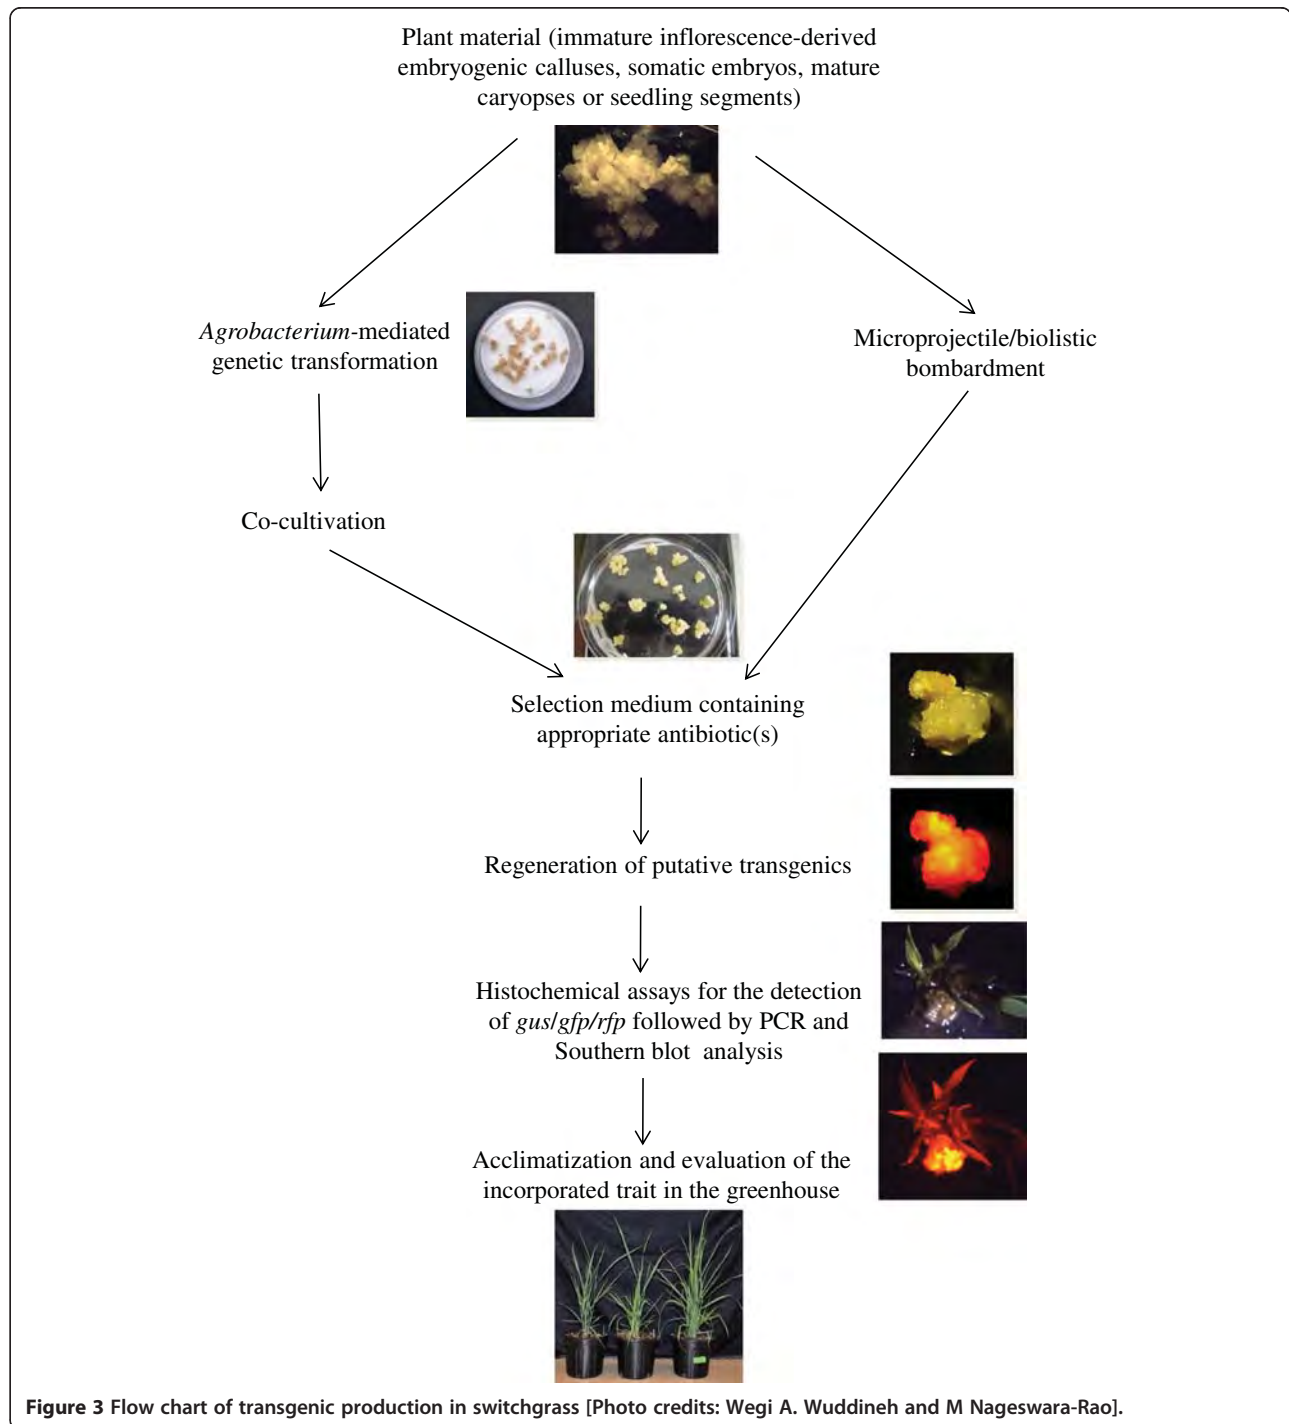 Plant material (immature inflorescence-derived
embryogenic calluses, somatic embryos, mature
caryopses or seedling segments)
Agrobacterium-mediated
genetic transformation
Microprojectile/biolistic
bombardment
Co-cultivation
Selection medium containing
appropriate antibiotic(s)
Regeneration of putative transgenics
Histochemical assays for the detection
of gus/gfp/rfp followed by PCR and
Southern blot analysis
Acclimatization and evaluation of the
incorporated trait in the greenhouse
Figure 3 Flow chart of transgenic production in switchgrass [Photo credits: Wegi A. Wuddineh and M Nageswara-Rao].